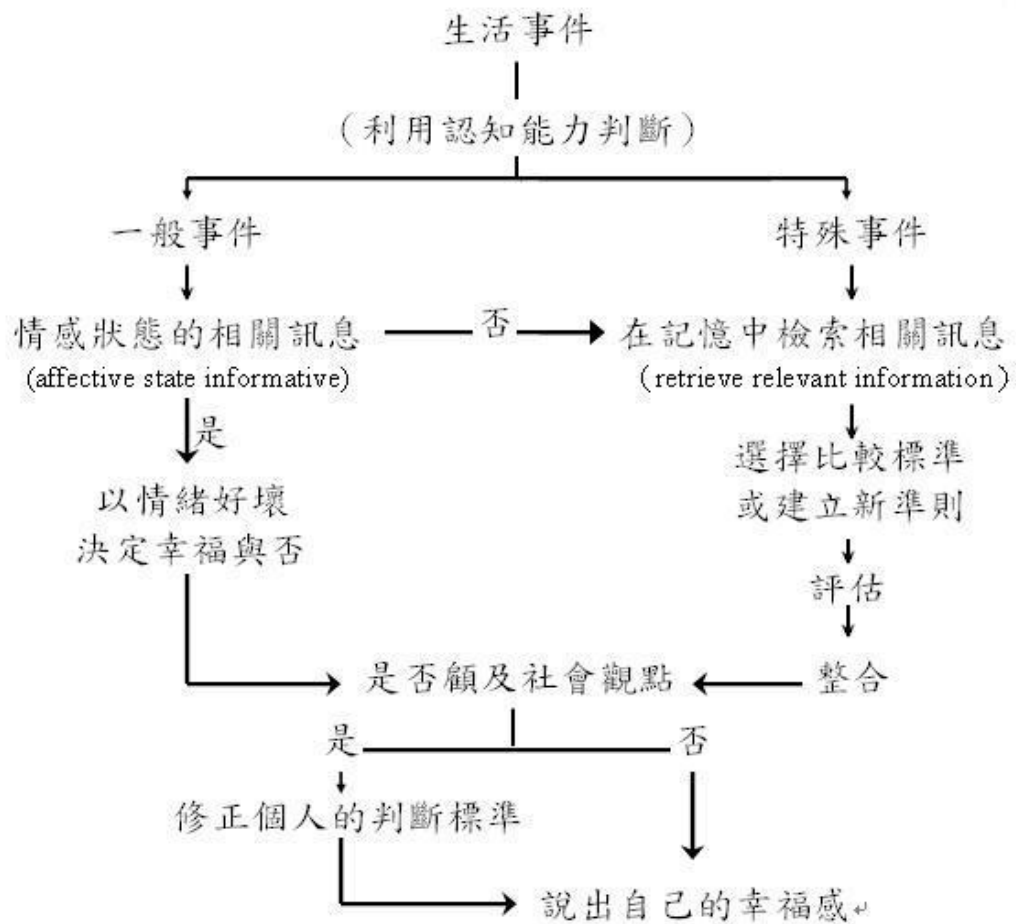 生活事件
（利用認知能力判斷）
一般事件
特殊事件
情感狀態的相關訊息
(affective state informative)
否
在記憶中檢索相關訊息
（retrieve relevant information）
是
以情緒好壞
決定幸福與否
選擇比較標準
或建立新準則
評估
整合
是否顧及社會觀點
是
否
修正個人的判斷標準
說出自己的幸福感↵